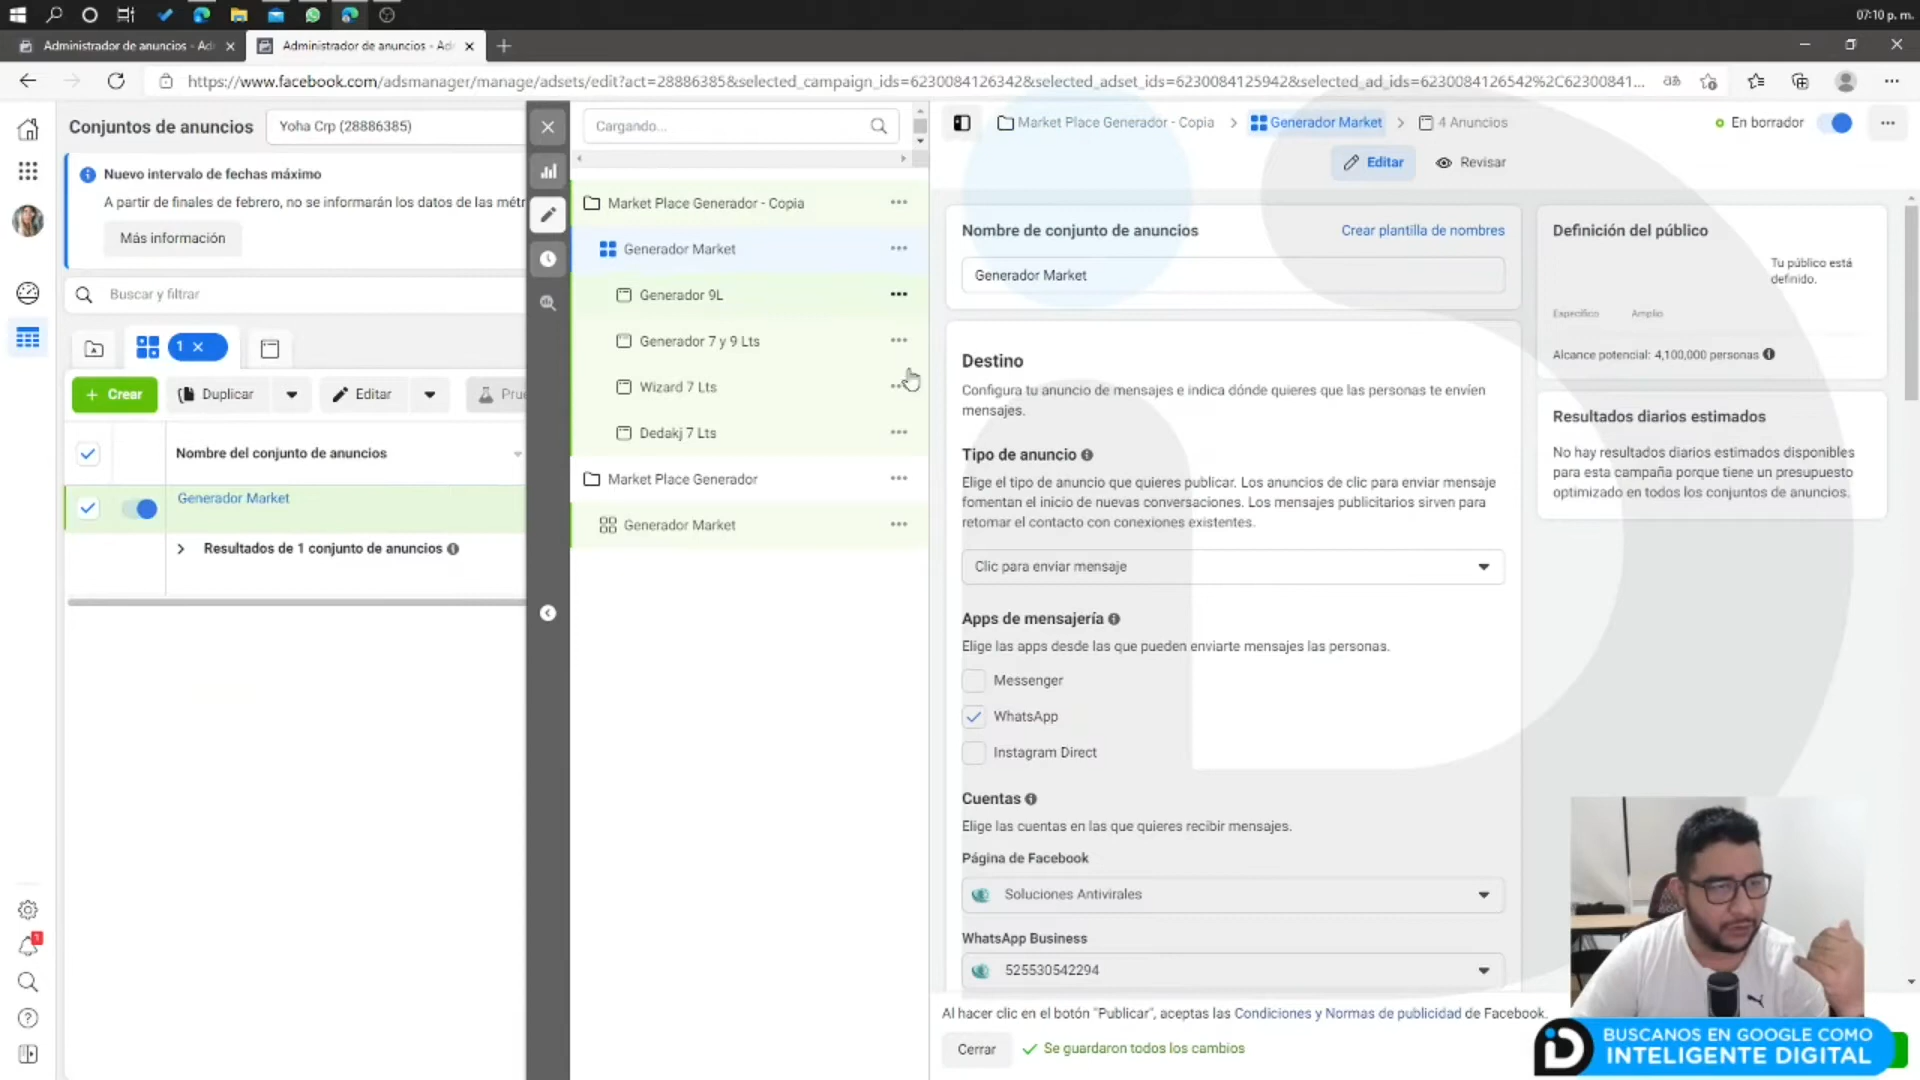 07:10 p. m.
Administrador de anuncios - Ad
Administrador de anuncios - Ad
https://www.facebook.com/adsmanager/manage/adsets/edit?act=28886385&selected_campaign_ids=6230084126342&selected_adset_ids=6230084125942&selected_ad_ids=6230084126542%2C62300841...
Conjuntos de anuncios
Yoha Crp (28886385)
Nuevo intervalo de fechas máximo
A partir de finales de febrero, no se informarán los datos de las métr
Más información
Buscar y filtrar
1
+ Crear
Duplicar
Editar
Pru
Nombre del conjunto de anuncios
Generador Market
Resultados de 1 conjunto de anuncios
1
Cargando...
Market Place Generador - Copia
Generador Market
Generador 9L
Generador 7 y 9 Lts
Wizard 7 Lts
Dedakj 7 Lts
Market Place Generador
Generador Market
Market Place Generador - Copia > Generador Market > 4 Anuncios
En borrador
Editar
Revisar
Nombre de conjunto de anuncios
Crear plantilla de nombres
Generador Market
Destino
Configura tu anuncio de mensajes e indica dónde quieres que las personas te envíen
mensajes.
Tipo de anuncio
Elige el tipo de anuncio que quieres publicar. Los anuncios de clic para enviar mensaje
fomentan el inicio de nuevas conversaciones. Los mensajes publicitarios sirven para
retomar el contacto con conexiones existentes.
Clic para enviar mensaje
Apps de mensajería
Elige las apps desde las que pueden enviarte mensajes las personas.
Messenger
WhatsApp
Instagram Direct
Cuentas
Elige las cuentas en las que quieres recibir mensajes.
Página de Facebook
Soluciones Antivirales
WhatsApp Business
525530542294
Al hacer clic en el botón "Publicar", aceptas las Condiciones y Normas de publicidad de Facebook.
Cerrar
Se guardaron todos los cambios
Definición del público
Tu público está
definido.
Específico
Amplio
Alcance potencial: 4,100,000 personas
Resultados diarios estimados
No hay resultados diarios estimados disponibles
para esta campaña porque tiene un presupuesto
optimizado en todos los conjuntos de anuncios.
BUSCANOS EN GOOGLE COMO
INTELIGENTE DIGITAL